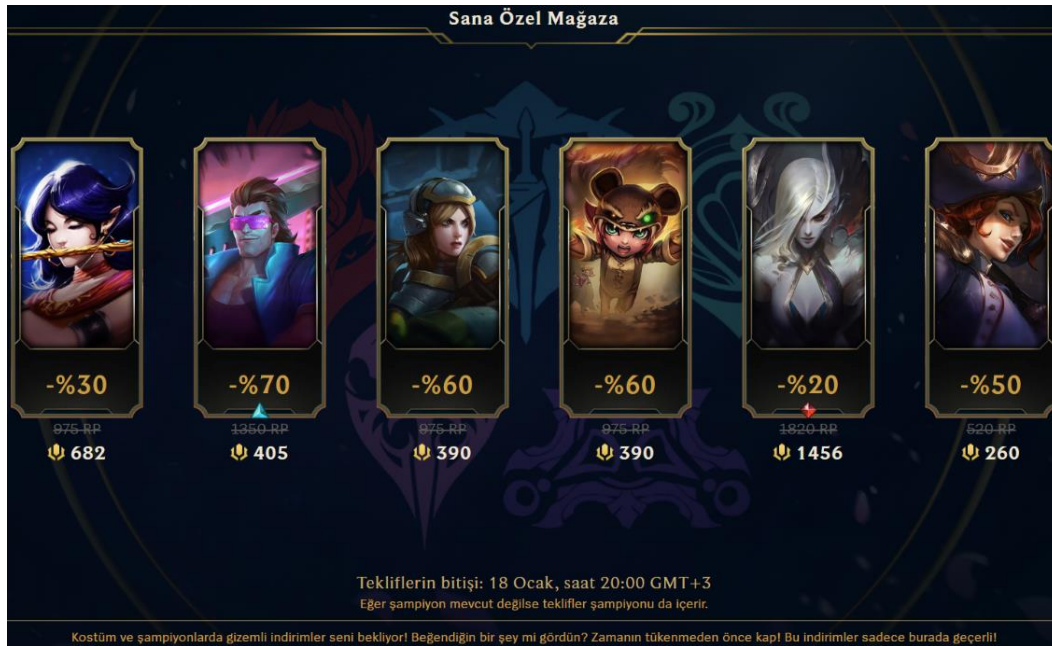 Sana Özel Mağaza
-%30
-%70
-%60
-%60
-%20
-%50
975 RP
1350 RP
975 RP
975 RP
1820 RP
520 RP
682
405
390
390
1456
260
Tekliflerin bitişi: 18 Ocak, saat 20:00 GMT+3
Eğer şampiyon mevcut değilse teklifler şampiyonu da içerir.
Kostüm ve şampiyonlarda gizemli indirimler seni bekliyor! Beğendiğin bir şey mi gördün? Zamanın tükenmeden önce kap! Bu indirimler sadece burada geçerli!